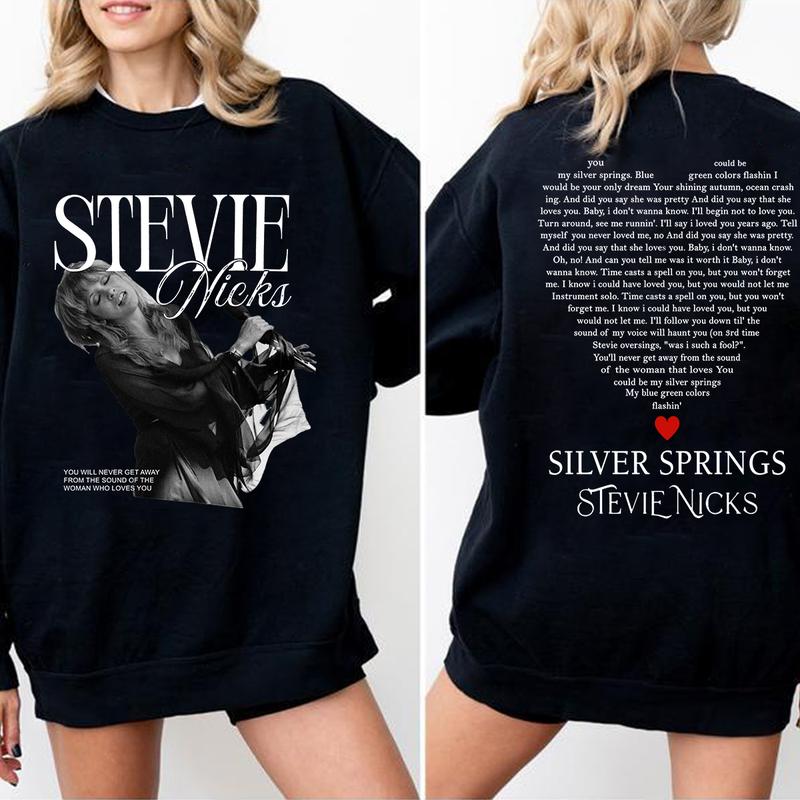 STEVIE
Nicks
YOU WILL NEVER GET AWAY
FROM THE SOUND OF THE
WOMAN WHO LOVES YOU
you could be
my silver springs. Blue green colors flashin I
would be your only dream Your shining autumn, ocean crash
ing. And did you say she was pretty And did you say that she
loves you. Baby, i don't wanna know. I'll begin not to love you.
Turn around, see me runnin'. I'll say i loved you years ago. Tell
myself you never loved me, no And did you say she was pretty.
And did you say that she loves you. Baby, i don't wanna know.
Oh, no! And can you tell me was it worth it Baby, i don't
wanna know. Time casts a spell on you, but you won't forget
me. I know i could have loved you, but you would not let me
Instrument solo. Time casts a spell on you, but you won't
forget me. I know i could have loved you, but you
would not let me. I'll follow you down til' the
sound of my voice will haunt you (on 3rd time
Stevie oversings, "was i such a fool?".
You'll never get away from the sound
of the woman that loves You
could be my silver springs
My blue green colors
flashin'
SILVER SPRINGS
STEVIE NICKS